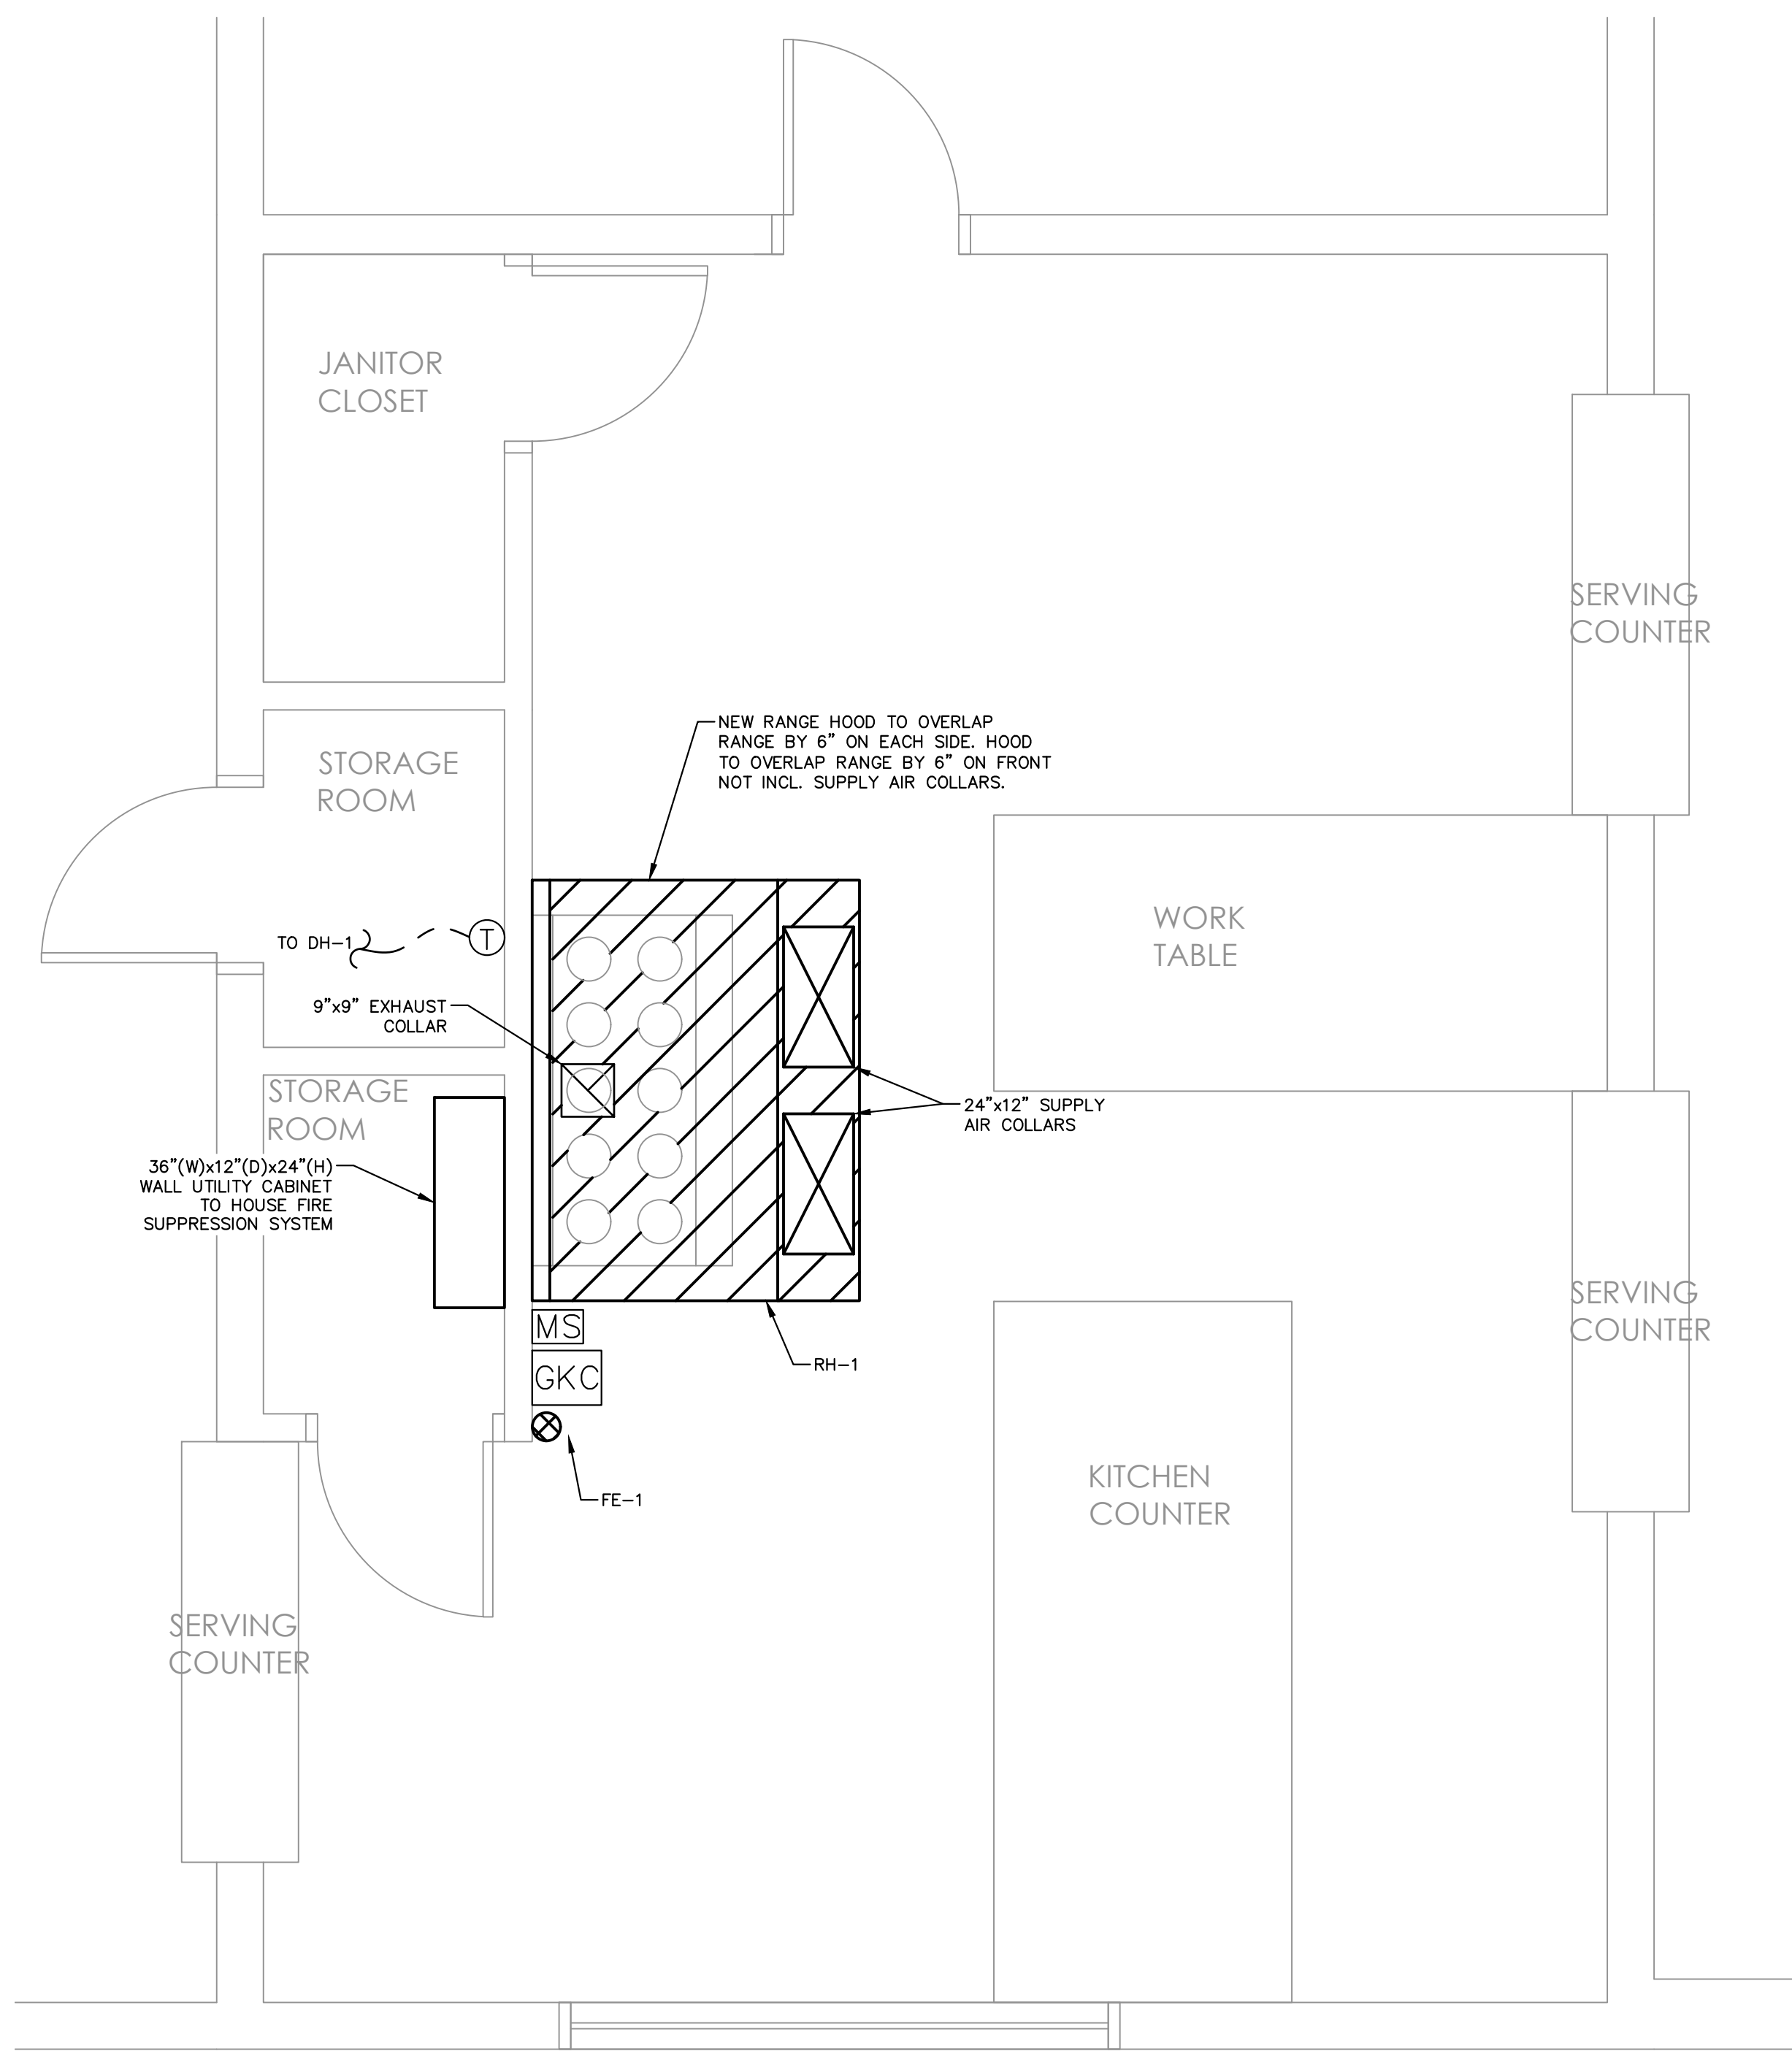 JANITOR
CLOSET
SERVING
COUNTER
NEW RANGE HOOD TO OVERLAP
RANGE BY 6" ON EACH SIDE. HOOD
TO OVERLAP RANGE BY 6" ON FRONT
NOT INCL. SUPPLY AIR COLLARS.
STORAGE
ROOM
WORK
TABLE
TO DH-1
T
9"x9" EXHAUST
COLLAR
STORAGE
ROOM
24"x12" SUPPLY
AIR COLLARS
36"(W)x12"(D)x24"(H)
WALL UTILITY CABINET
TO HOUSE FIRE
SUPPRESSION SYSTEM
SERVING
COUNTER
MS
RH-1
GKC
FE-1
KITCHEN
COUNTER
SERVING
COUNTER